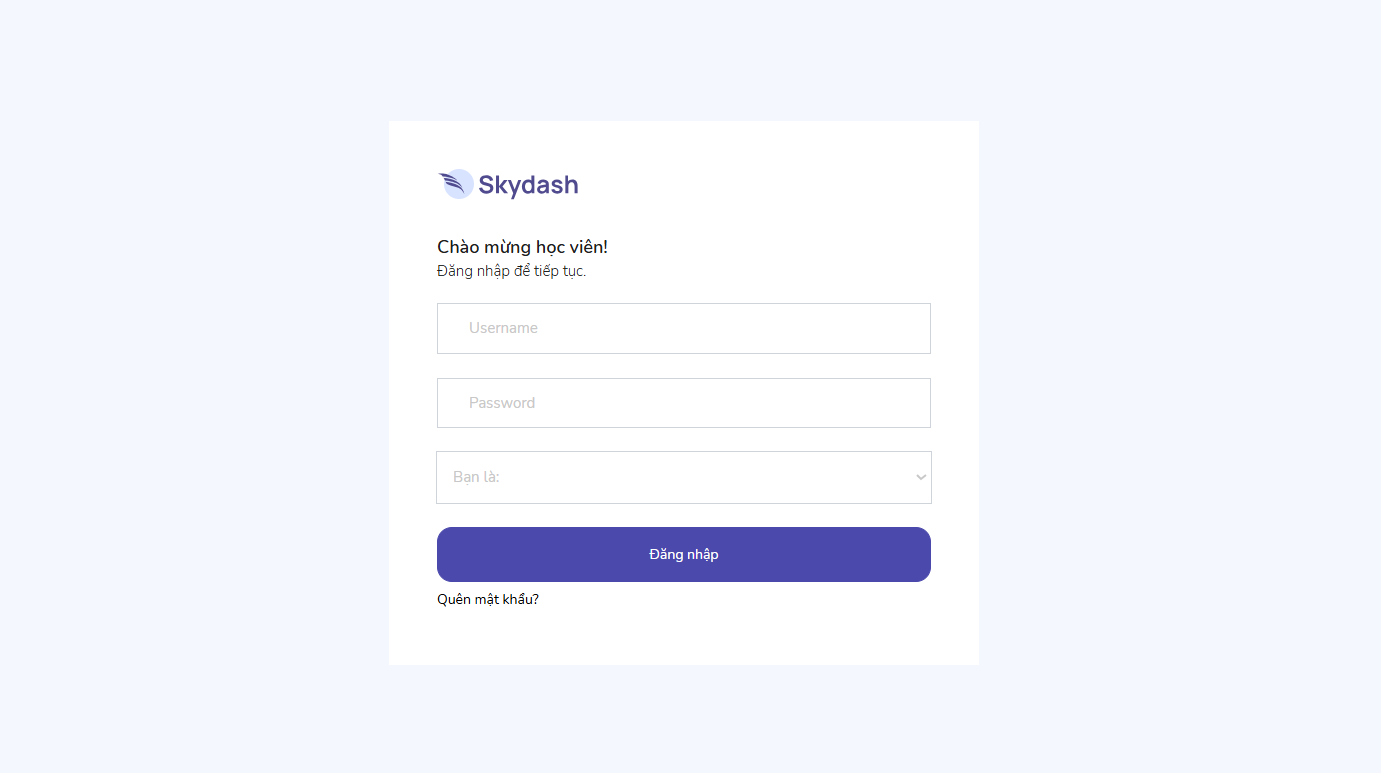 Skydash
Chào mừng học viên!
Đăng nhập để tiếp tục.
Username
Password
Bạn là:
Đăng nhập
Quên mật khẩu?